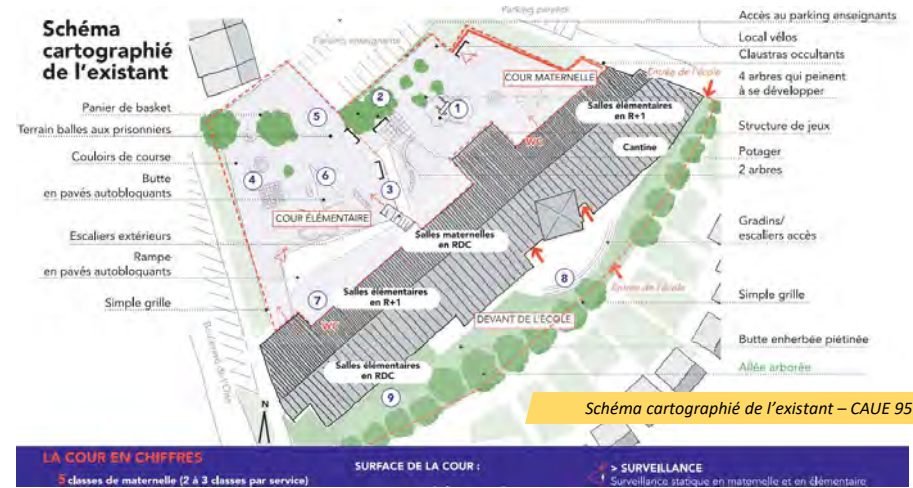 Schéma
cartographié
de l'existant
Panier de basket
Terrain balles aux prisonniers
Couloirs de course
Butte
en pavés autobloquants
Escaliers extérieurs
Rampe
en pavés autobloquants
Simple grille
Parking enseignants
Parking parents
COUR MATERNELLE
Entrée de l'école
Salles élémentaires
en R+1
Cantine
WC
1
2
3
4
5
6
COUR ÉLÉMENTAIRE
Salles maternelles
en RDC
7
Salles élémentaires
en R+1
WC
8
Entrée de l'école
DEVANT DE L'ÉCOLE
Salles élémentaires
en RDC
9
N
Boulevard de l'Oise
Accès au parking enseignants
Local vélos
Claustras occultants
4 arbres qui peinent
à se développer
Structure de jeux
Potager
2 arbres
Gradins/
escaliers accès
Simple grille
Butte enherbée piétinée
Allée arborée
Schéma cartographié de l'existant – CAUE 95
LA COUR EN CHIFFRES
5 classes de maternelle (2 à 3 classes par service)
SURFACE DE LA COUR :
> SURVEILLANCE
Surveillance statique en maternelle et en élémentaire